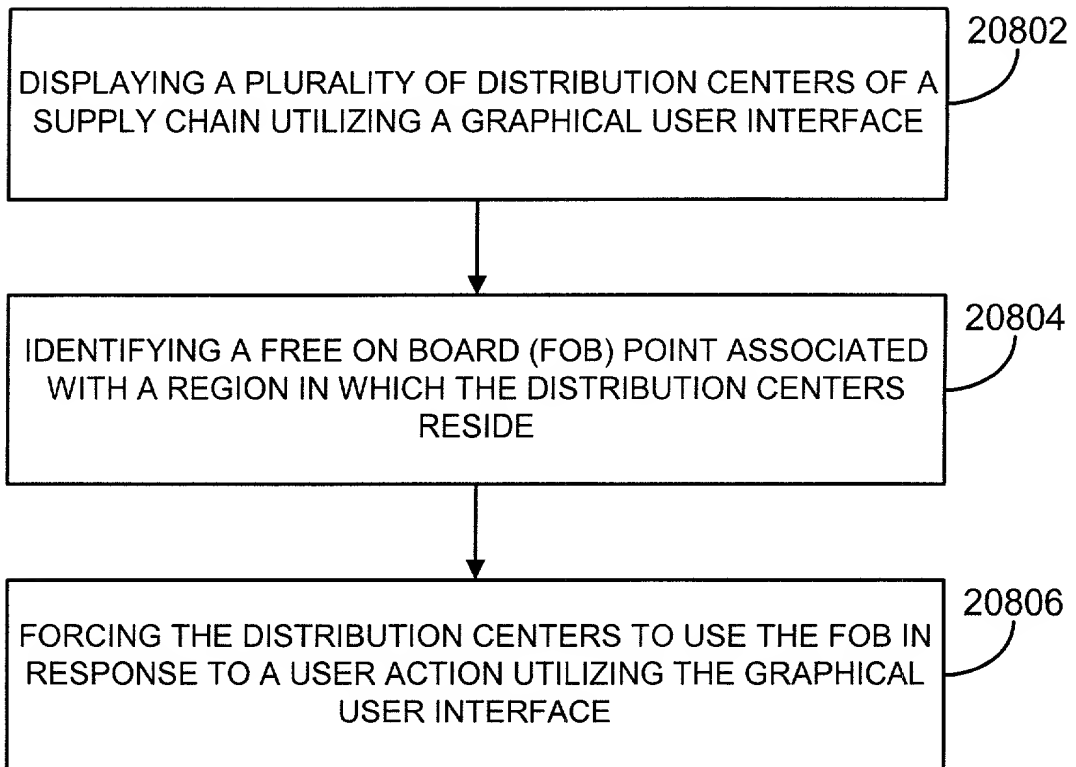 20802
DISPLAYING A PLURALITY OF DISTRIBUTION CENTERS OF A
SUPPLY CHAIN UTILIZING A GRAPHICAL USER INTERFACE
20804
IDENTIFYING A FREE ON BOARD (FOB) POINT ASSOCIATED
WITH A REGION IN WHICH THE DISTRIBUTION CENTERS
RESIDE
20806
FORCING THE DISTRIBUTION CENTERS TO USE THE FOB IN
RESPONSE TO A USER ACTION UTILIZING THE GRAPHICAL
USER INTERFACE